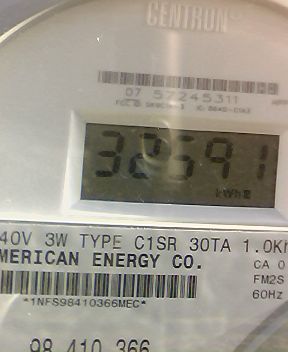 CENTRON
07 57245311
32591
kWh
40V 3W TYPE C1SR 30TA 1.0Kh
MERICAN ENERGY CO.
CA 0
FM2S
60Hz
*1NFS98410366MEC*
98 410 366